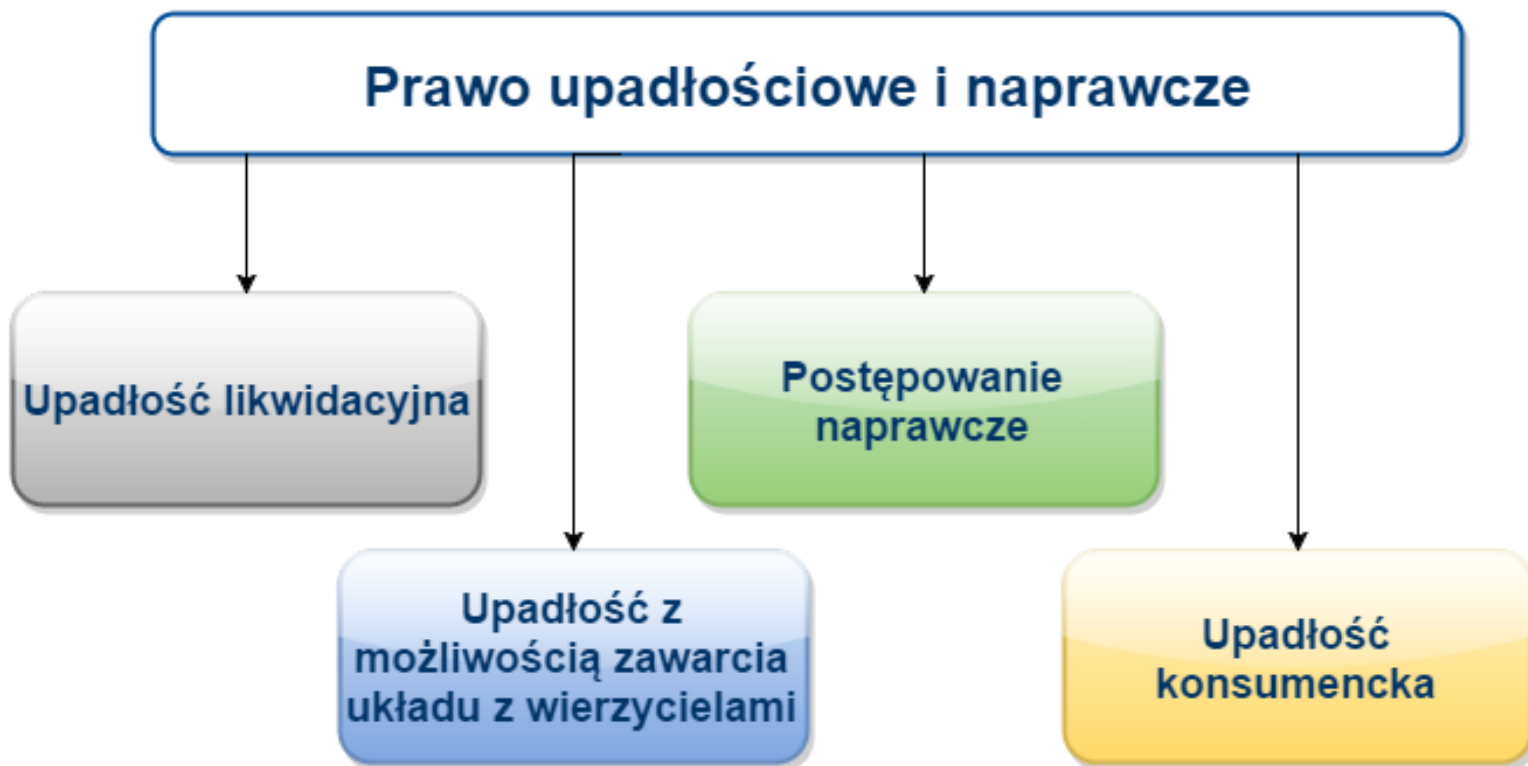 Prawo upadłościowe i naprawcze
Upadłość likwidacyjna
Postępowanie
naprawcze
Upadłość z
możliwością zawarcia
układu z wierzycielami
Upadłość
konsumencka